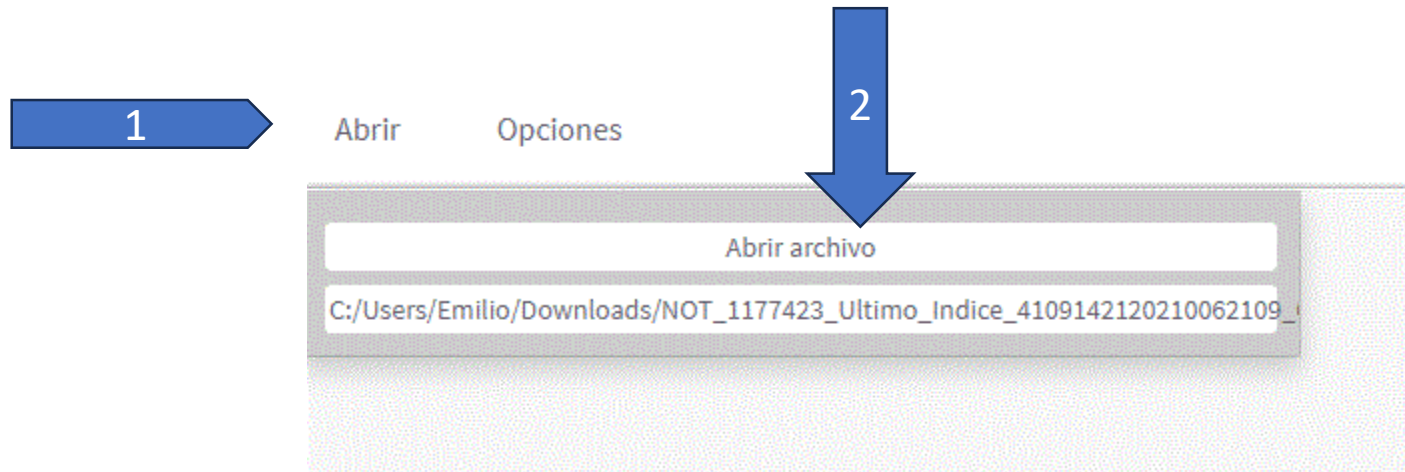 1
2
Abrir Opciones
Abrir archivo
C:/Users/Emilio/Downloads/NOT_1177423_Ultimo_Indice_4109142120210062109_